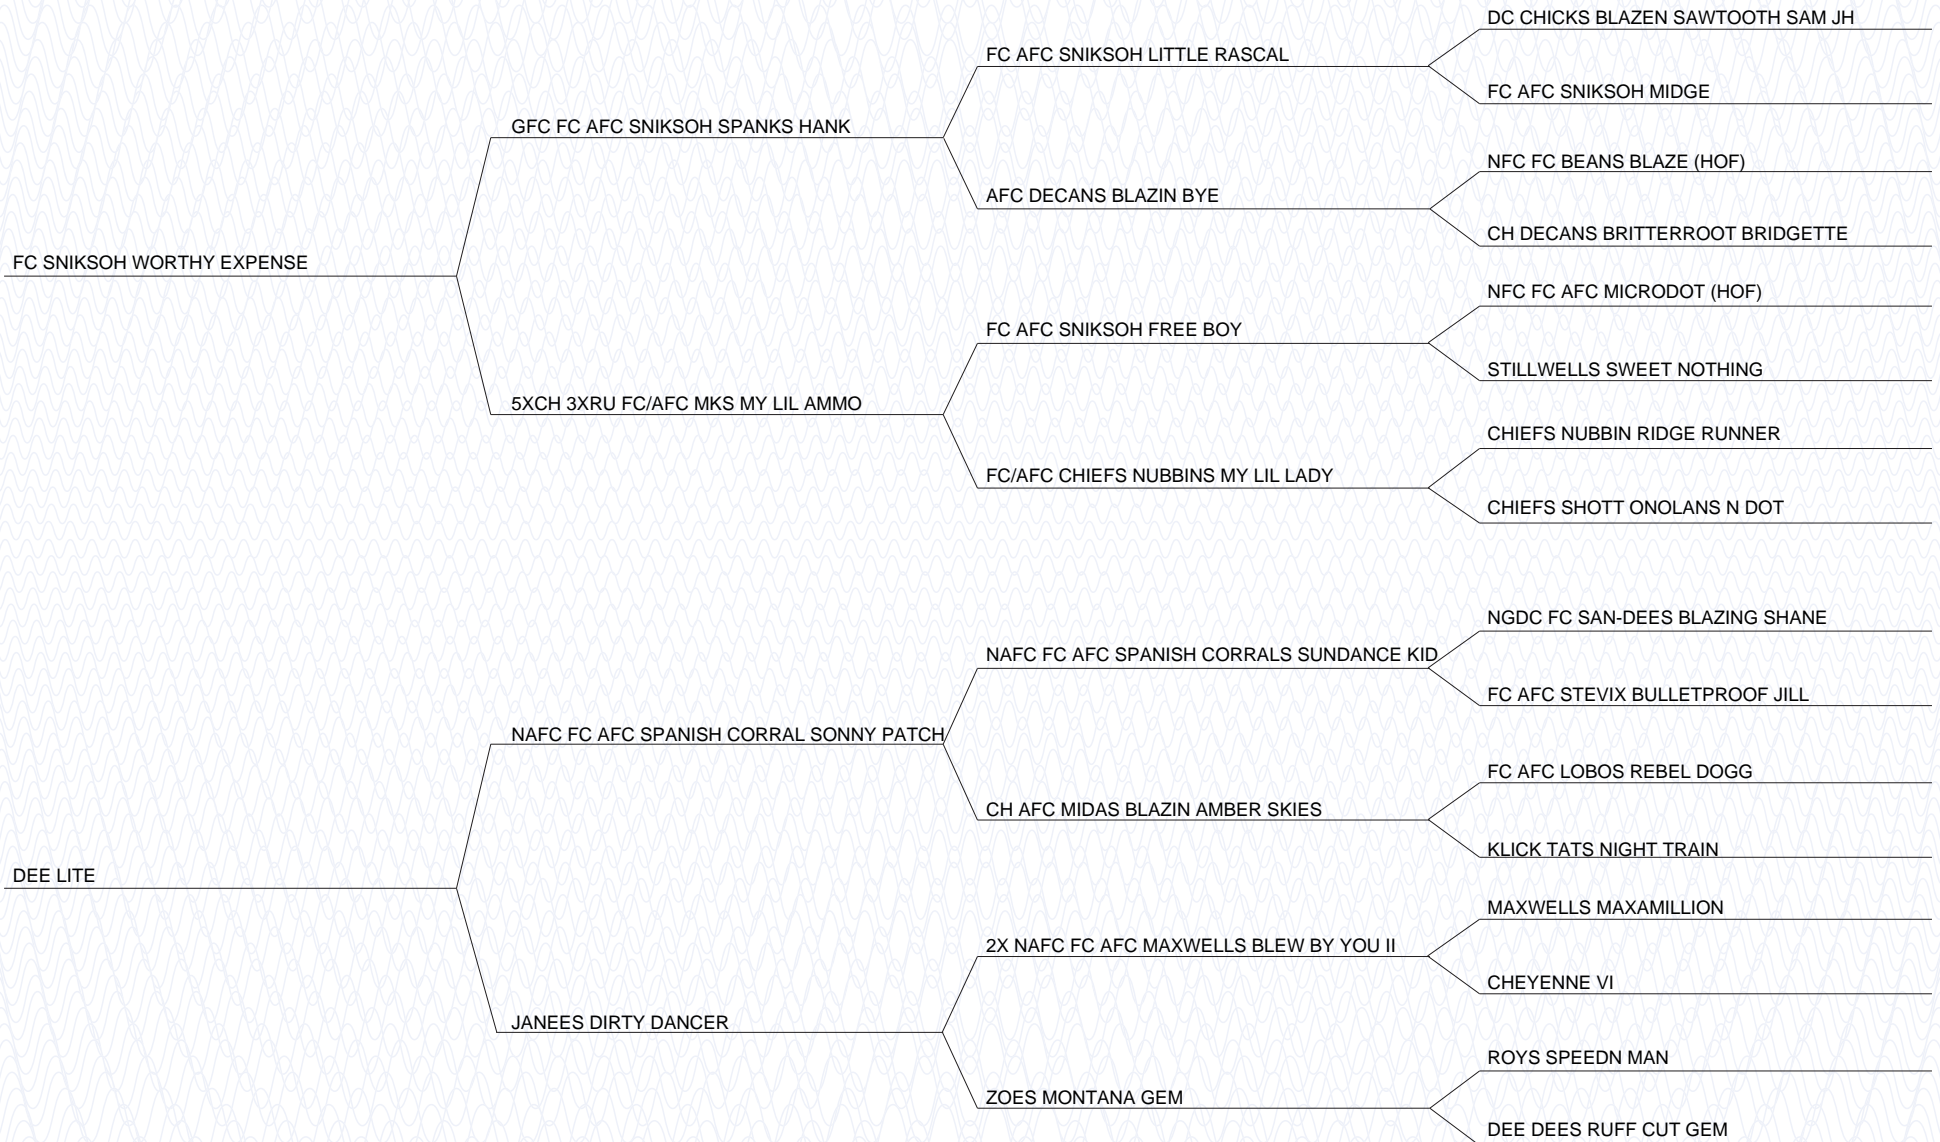 DC CHICKS BLAZEN SAWTOOTH SAM JH
FC AFC SNIKSOH LITTLE RASCAL
FC AFC SNIKSOH MIDGE
GFC FC AFC SNIKSOH SPANKS HANK
NFC FC BEANS BLAZE (HOF)
AFC DECANS BLAZIN BYE
CH DECANS BRITTERROOT BRIDGETTE
FC SNIKSOH WORTHY EXPENSE
NFC FC AFC MICRODOT (HOF)
FC AFC SNIKSOH FREE BOY
STILLWELLS SWEET NOTHING
5XCH 3XRU FC/AFC MKS MY LIL AMMO
CHIEFS NUBBIN RIDGE RUNNER
FC/AFC CHIEFS NUBBINS MY LIL LADY
CHIEFS SHOTT ONOLANS N DOT
NGDC FC SAN-DEES BLAZING SHANE
NAFC FC AFC SPANISH CORRALS SUNDANCE KID
FC AFC STEVIX BULLETPROOF JILL
NAFC FC AFC SPANISH CORRAL SONNY PATCH
FC AFC LOBOS REBEL DOGG
CH AFC MIDAS BLAZIN AMBER SKIES
KLICK TATS NIGHT TRAIN
DEE LITE
MAXWELLS MAXAMILLION
2X NAFC FC AFC MAXWELLS BLEW BY YOU II
CHEYENNE VI
JANEES DIRTY DANCER
ROYS SPEEDN MAN
ZOES MONTANA GEM
DEE DEES RUFF CUT GEM